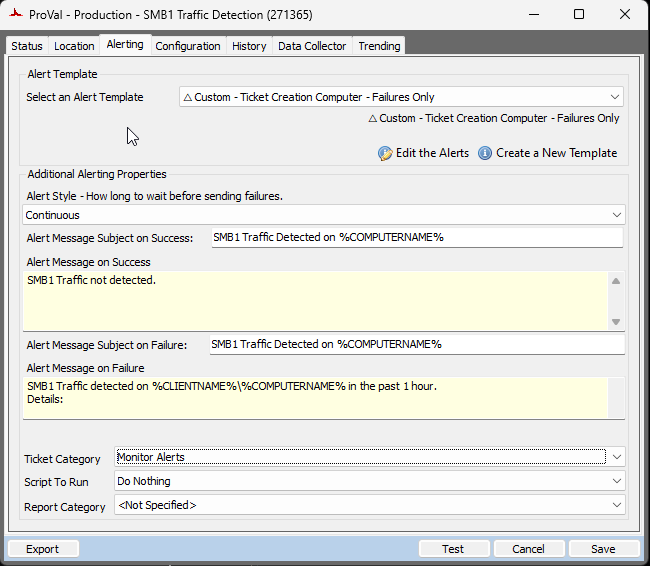 ProVal - Production - SMB1 Traffic Detection (271365)
Status Location Alerting Configuration History Data Collector Trending
Alert Template
Select an Alert Template △ Custom - Ticket Creation Computer - Failures Only
△ Custom - Ticket Creation Computer - Failures Only
Edit the Alerts Create a New Template
Additional Alerting Properties
Alert Style - How long to wait before sending failures.
Continuous
Alert Message Subject on Success: SMB1 Traffic Detected on %COMPUTERNAME%
Alert Message on Success
SMB1 Traffic not detected.
Alert Message Subject on Failure: SMB1 Traffic Detected on %COMPUTERNAME%
Alert Message on Failure
SMB1 Traffic detected on %CLIENTNAME%\%COMPUTERNAME% in the past 1 hour.
Details:
Ticket Category Monitor Alerts
Script To Run Do Nothing
Report Category <Not Specified>
Export Test Cancel Save